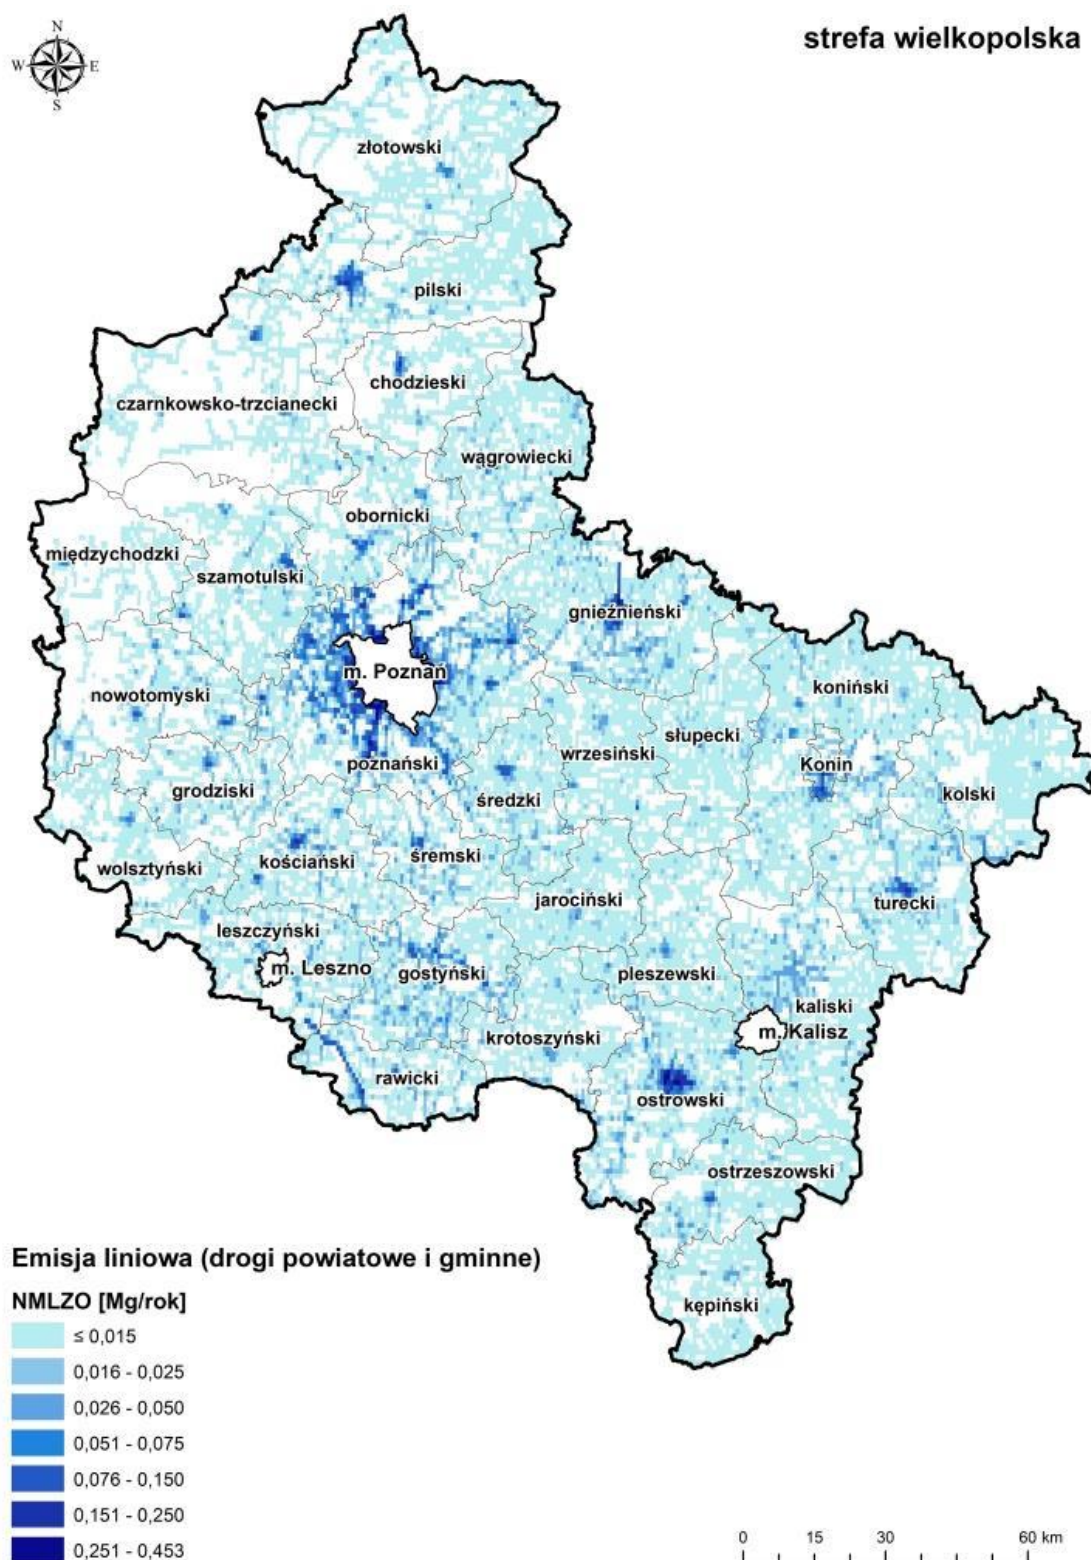 strefa wielkopolska
N
W
E
S
złotowski
pilski
chodzieski
czarnkowsko-trzcianecki
wągrowiecki
obornicki
międzychodzki
szamotulski
gnieźnieński
m. Poznań
nowotomyski
koniński
słupecki
wrzesiński
Konin
poznański
grodziski
średzki
kolski
wolsztyński
kościański
śremski
jarociński
turecki
leszczyński
m. Leszno
gostyński
pleszewski
kaliski
krotoszyński
m. Kalisz
rawicki
ostrowski
ostrzeszowski
kępiński
Emisja liniowa (drogi powiatowe i gminne)
NMLZO [Mg/rok]
≤ 0,015
0,016 - 0,025
0,026 - 0,050
0,051 - 0,075
0,076 - 0,150
0,151 - 0,250
0,251 - 0,453
0 15 30 60 km